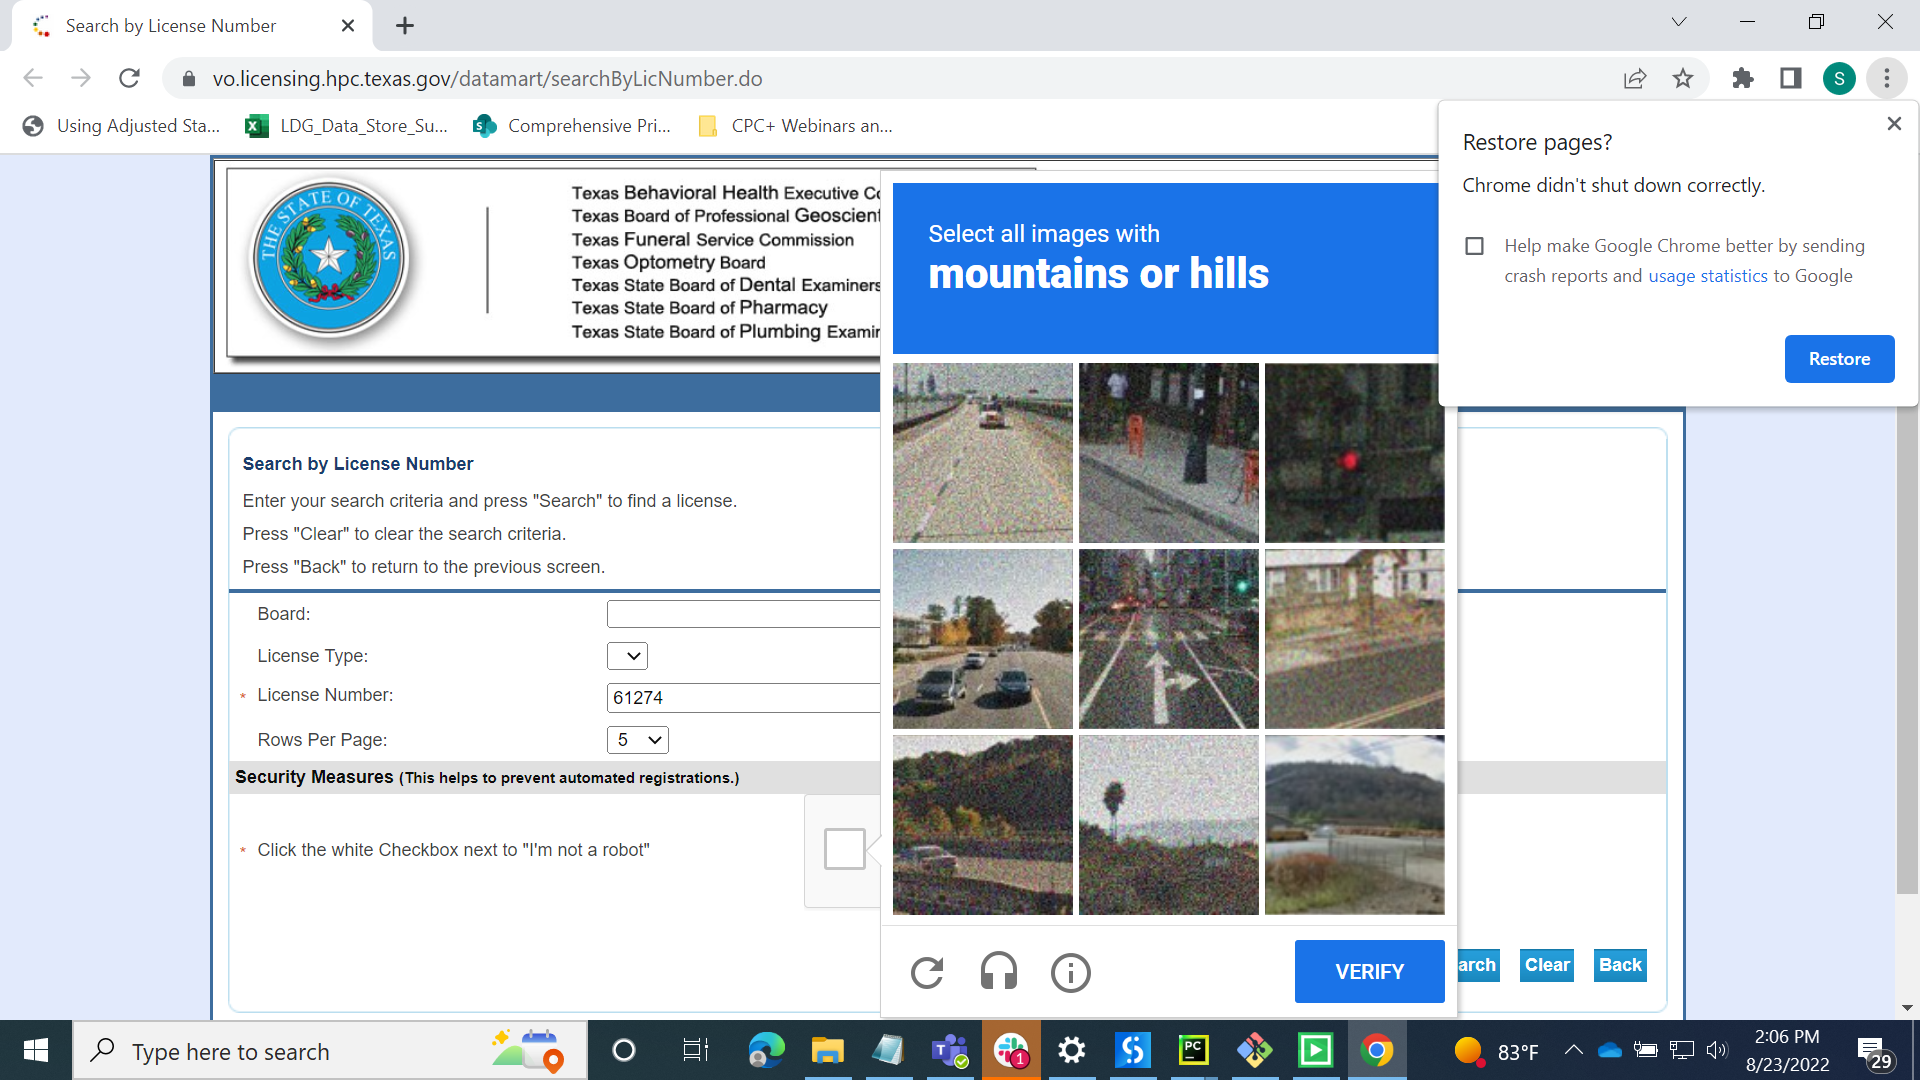 Search by License Number
vo.licensing.hpc.texas.gov/datamart/searchByLicNumber.do
S
Using Adjusted Sta...
LDG_Data_Store_Su...
Comprehensive Pri...
CPC+ Webinars an...
Restore pages?
Chrome didn't shut down correctly.
Help make Google Chrome better by sending
crash reports and usage statistics to Google
Restore
THE STATE OF TEXAS
Texas Behavioral Health Executive
Texas Board of Professional
Texas Funeral Service Commission
Texas Optometry Board
Texas State Board of Dental Examiners
Texas State Board of Pharmacy
Texas State Board of Plumbing
Select all images with
mountains or hills
Search by License Number
Enter your search criteria and press "Search" to find a license.
Press "Clear" to clear the search criteria.
Press "Back" to return to the previous screen.
Board:
License Type:
* License Number:
61274
Rows Per Page:
5
Security Measures (This helps to prevent automated registrations.)
* Click the white Checkbox next to "I'm not a robot"
VERIFY
arch
Clear
Back
Type here to search
1
PC
83°F
2:06 PM
8/23/2022
29